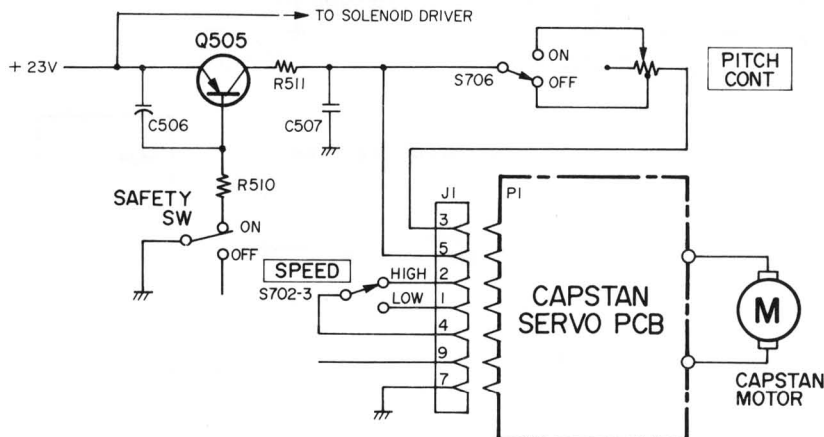 TO SOLENOID DRIVER
Q505
+ 23V
R511
S706
ON
OFF
PITCH
CONT
C506
C507
R510
SAFETY
SW
ON
OFF
J1
P1
3
5
SPEED
HIGH
2
S702-3
LOW
1
4
9
7
CAPSTAN
SERVO PCB
M
CAPSTAN
MOTOR